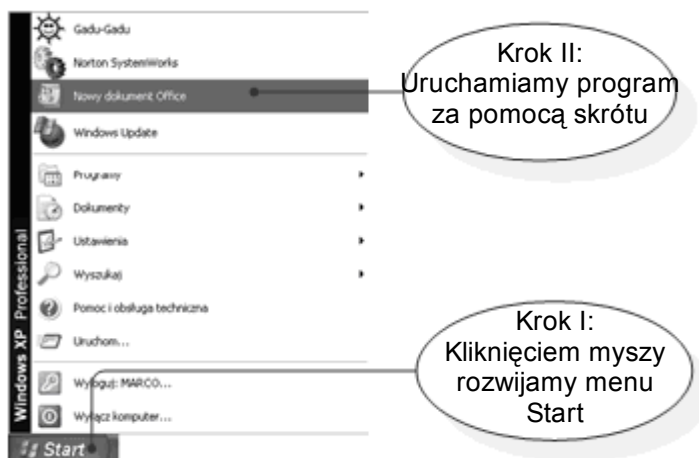 Gadu-Gadu
Norton SystemWorks
Nowy dokument Office
Windows Update
Programy
Dokumenty
Ustawienia
Wyszukaj
Pomoc i obsługa techniczna
Uruchom...
Wyloguj: MARCO...
Wyłącz komputer...
Windows XP Professional
Start
Krok II:
Uruchamiamy program
za pomocą skrótu
Krok I:
Kliknięciem myszy
rozwijamy menu
Start